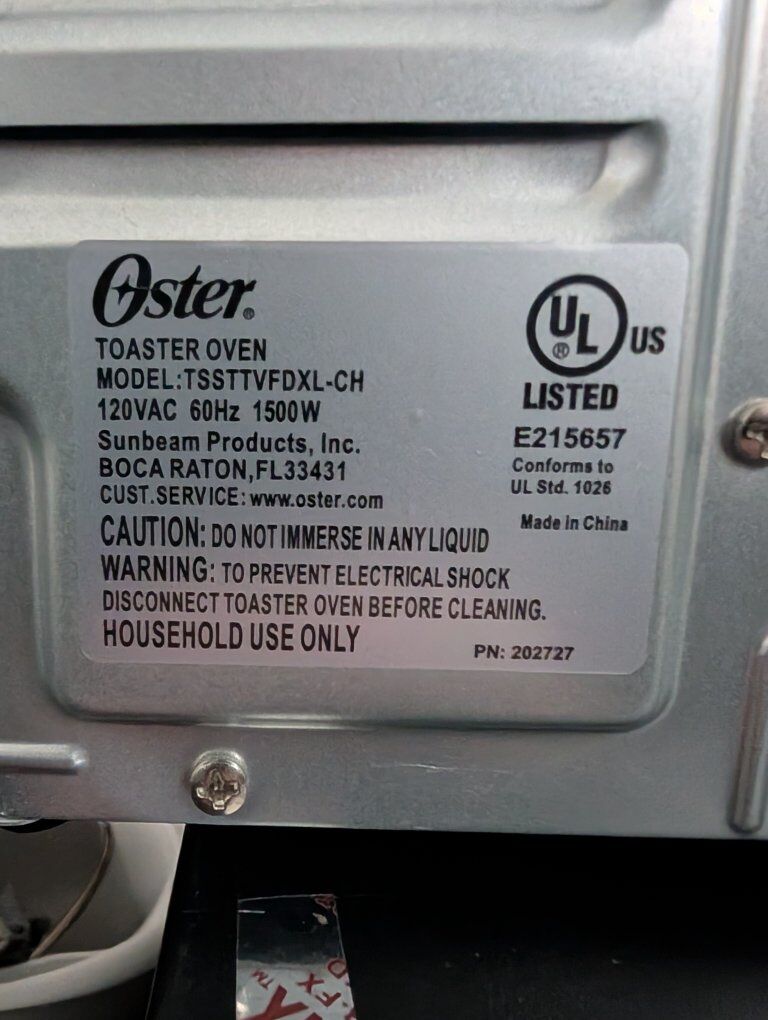 Oster®
TOASTER OVEN
MODEL:TSSTTVFDXL-CH
120VAC 60Hz 1500W
Sunbeam Products, Inc.
BOCA RATON,FL33431
CUST.SERVICE: www.oster.com
CAUTION: DO NOT IMMERSE IN ANY LIQUID
WARNING: TO PREVENT ELECTRICAL SHOCK
DISCONNECT TOASTER OVEN BEFORE CLEANING.
HOUSEHOLD USE ONLY
UL® US
LISTED
E215657
Conforms to
UL Std. 1026
Made in China
PN: 202727